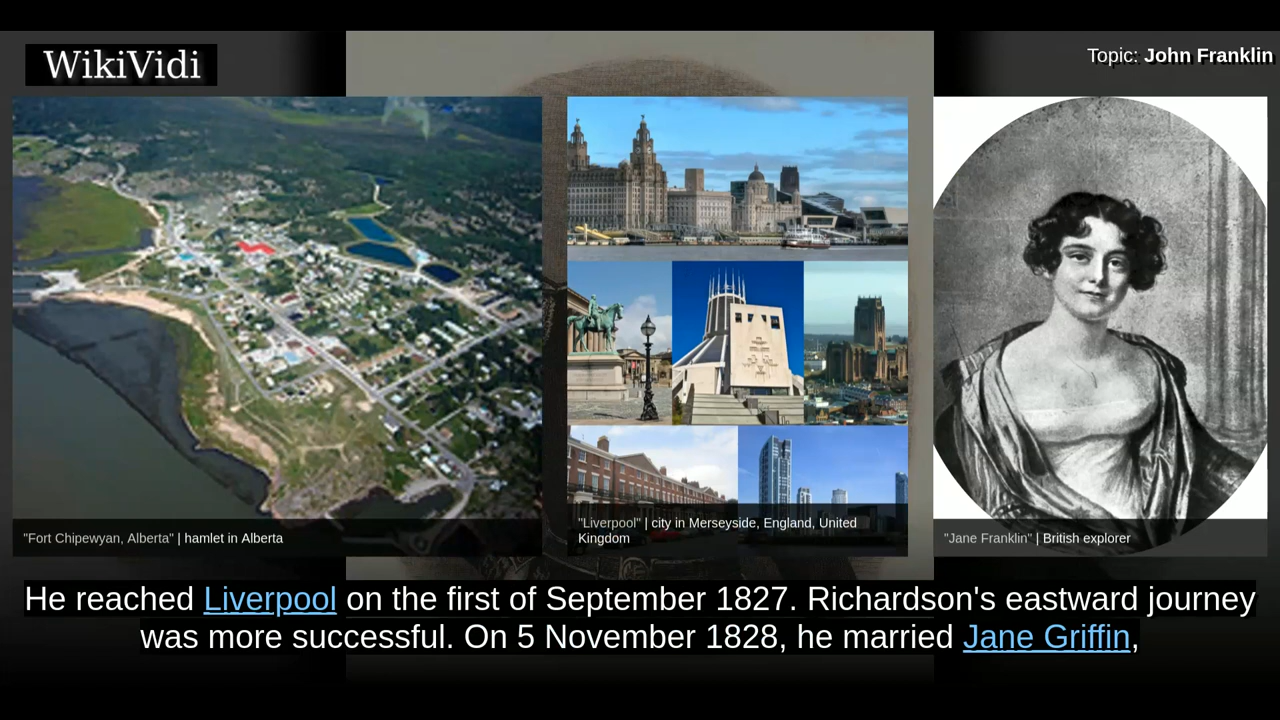 WikiVidi
Topic: John Franklin
"Fort Chipewyan, Alberta" | hamlet in Alberta
"Liverpool" | city in Merseyside, England, United
Kingdom
"Jane Franklin" | British explorer
He reached Liverpool on the first of September 1827. Richardson's eastward journey
was more successful. On 5 November 1828, he married Jane Griffin,